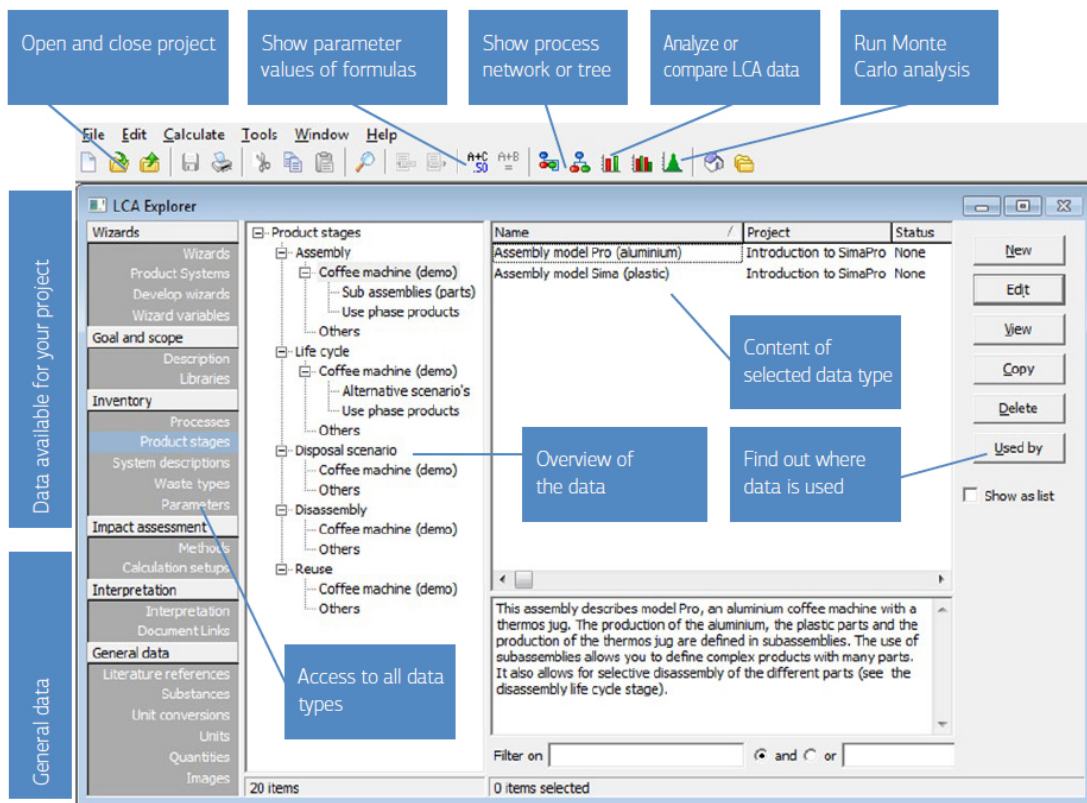 Open and close project
Show parameter
values of formulas
Show process
network or tree
Analyze or
compare LCA data
Run Monte
Carlo analysis
File Edit Calculate Tools Window Help
A+C
.50
A+B
=
Data available for your project
General data
LCA Explorer
Wizards
Wizards
Product Systems
Develop wizards
Wizard variables
Goal and scope
Description
Libraries
Inventory
Processes
Product stages
System descriptions
Waste types
Parameters
Impact assessment
Methods
Calculation setups
Interpretation
Interpretation
Document Links
General data
Literature references
Substances
Unit conversions
Units
Quantities
Images
Product stages
Assembly
Coffee machine (demo)
Sub assemblies (parts)
Use phase products
Others
Life cycle
Coffee machine (demo)
Alternative scenario's
Use phase products
Others
Disposal scenario
Coffee machine (demo)
Others
Disassembly
Coffee machine (demo)
Others
Reuse
Coffee machine (demo)
Others
20 items
Name / Project Status
Assembly model Pro (aluminium) Introduction to SimaPro None
Assembly model Sima (plastic) Introduction to SimaPro None
Content of
selected data type
Overview of
the data
Find out where
data is used
Access to all data
types
This assembly describes model Pro, an aluminium coffee machine with a
thermos jug. The production of the aluminium, the plastic parts and the
production of the thermos jug are defined in subassemblies. The use of
subassemblies allows you to define complex products with many parts.
It also allows for selective disassembly of the different parts (see the
disassembly life cycle stage).
Filter on and or
0 items selected
New
Edit
View
Copy
Delete
Used by
Show as list